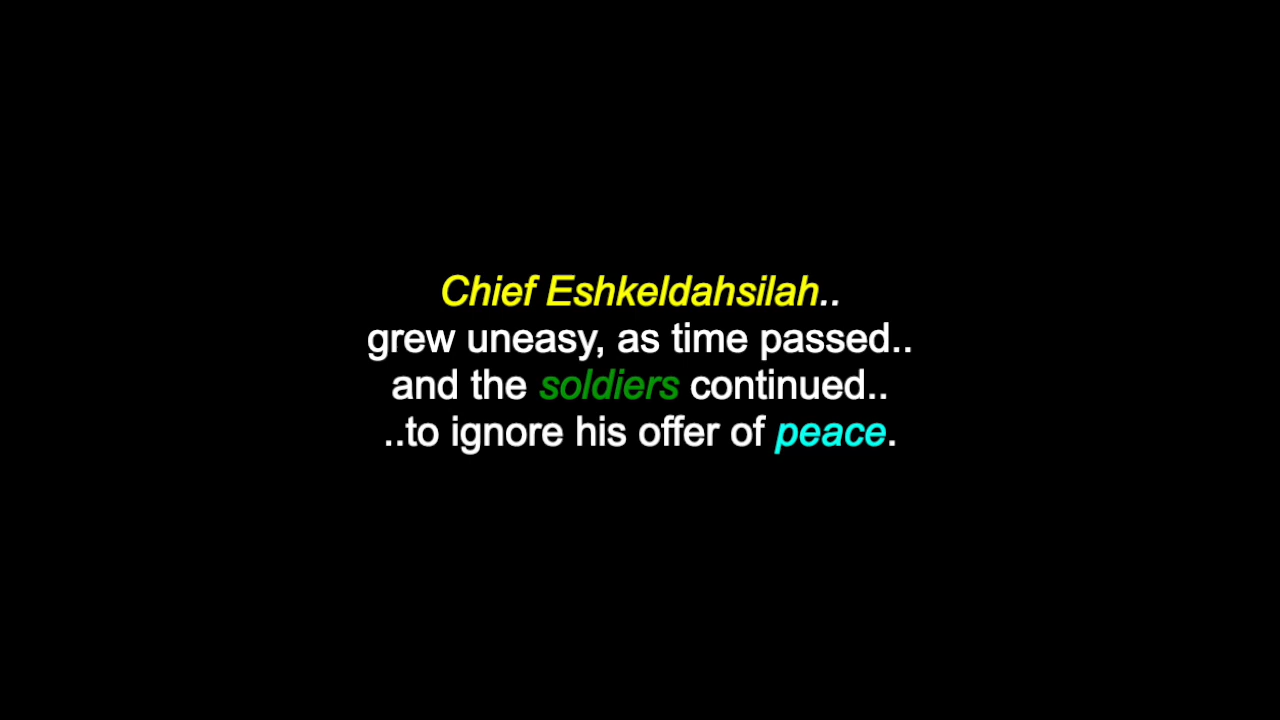 Chief Eshkeldahsilah..
grew uneasy, as time passed..
and the soldiers continued..
..to ignore his offer of peace.